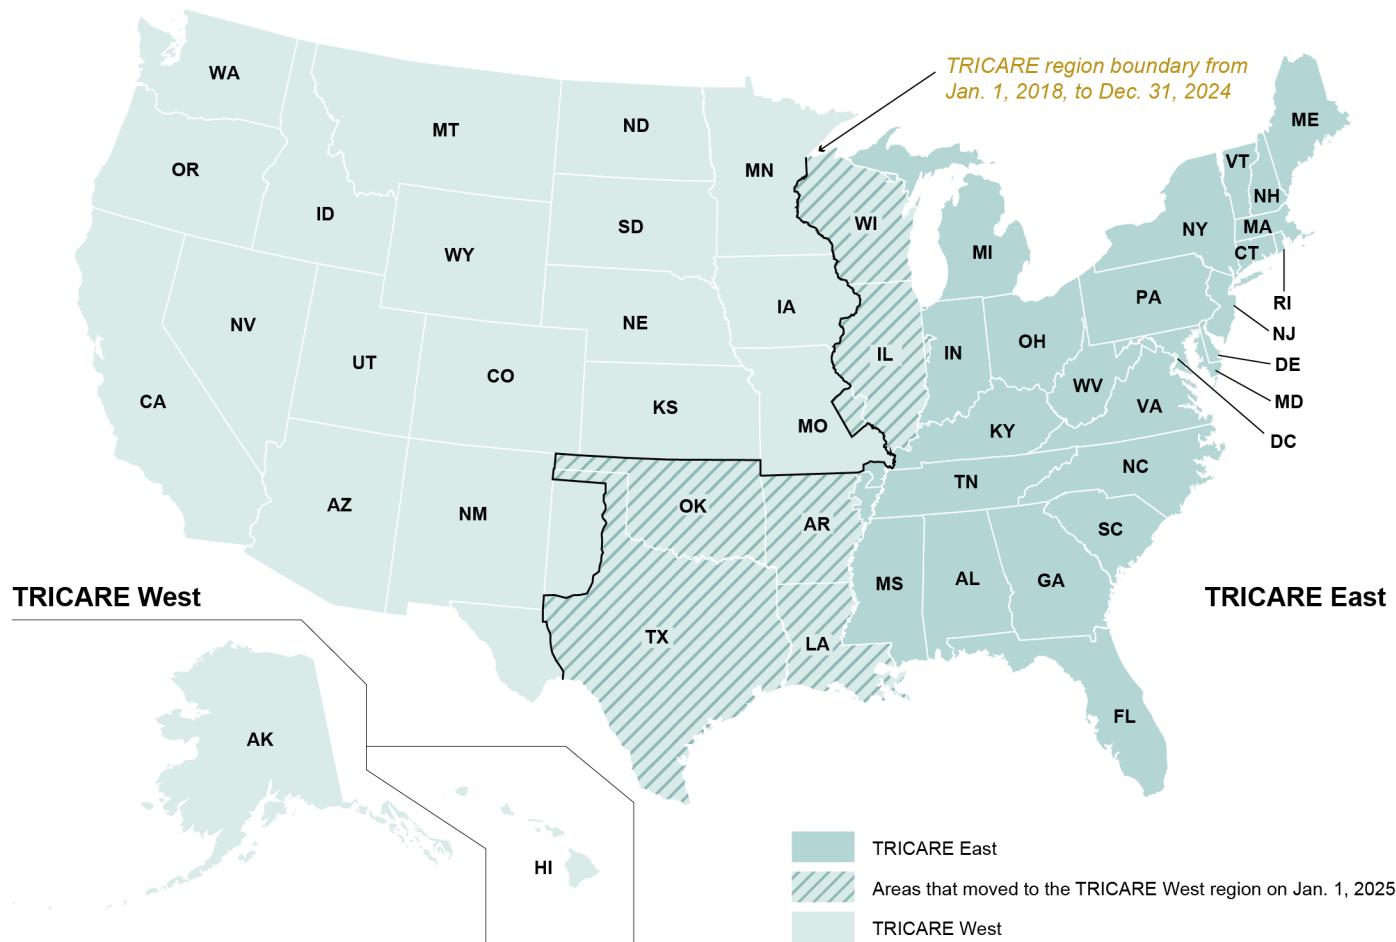 TRICARE region boundary from
Jan. 1, 2018, to Dec. 31, 2024
WA
OR
CA
NV
ID
MT
WY
UT
AZ
CO
NM
ND
SD
NE
KS
MN
IA
MO
OK
TX
WI
IL
AR
LA
MI
IN
OH
KY
TN
MS
AL
GA
FL
SC
NC
VA
WV
PA
NY
VT
NH
ME
MA
CT
RI
NJ
DE
MD
DC
TRICARE West
TRICARE East
AK
HI
TRICARE East
Areas that moved to the TRICARE West region on Jan. 1, 2025
TRICARE West